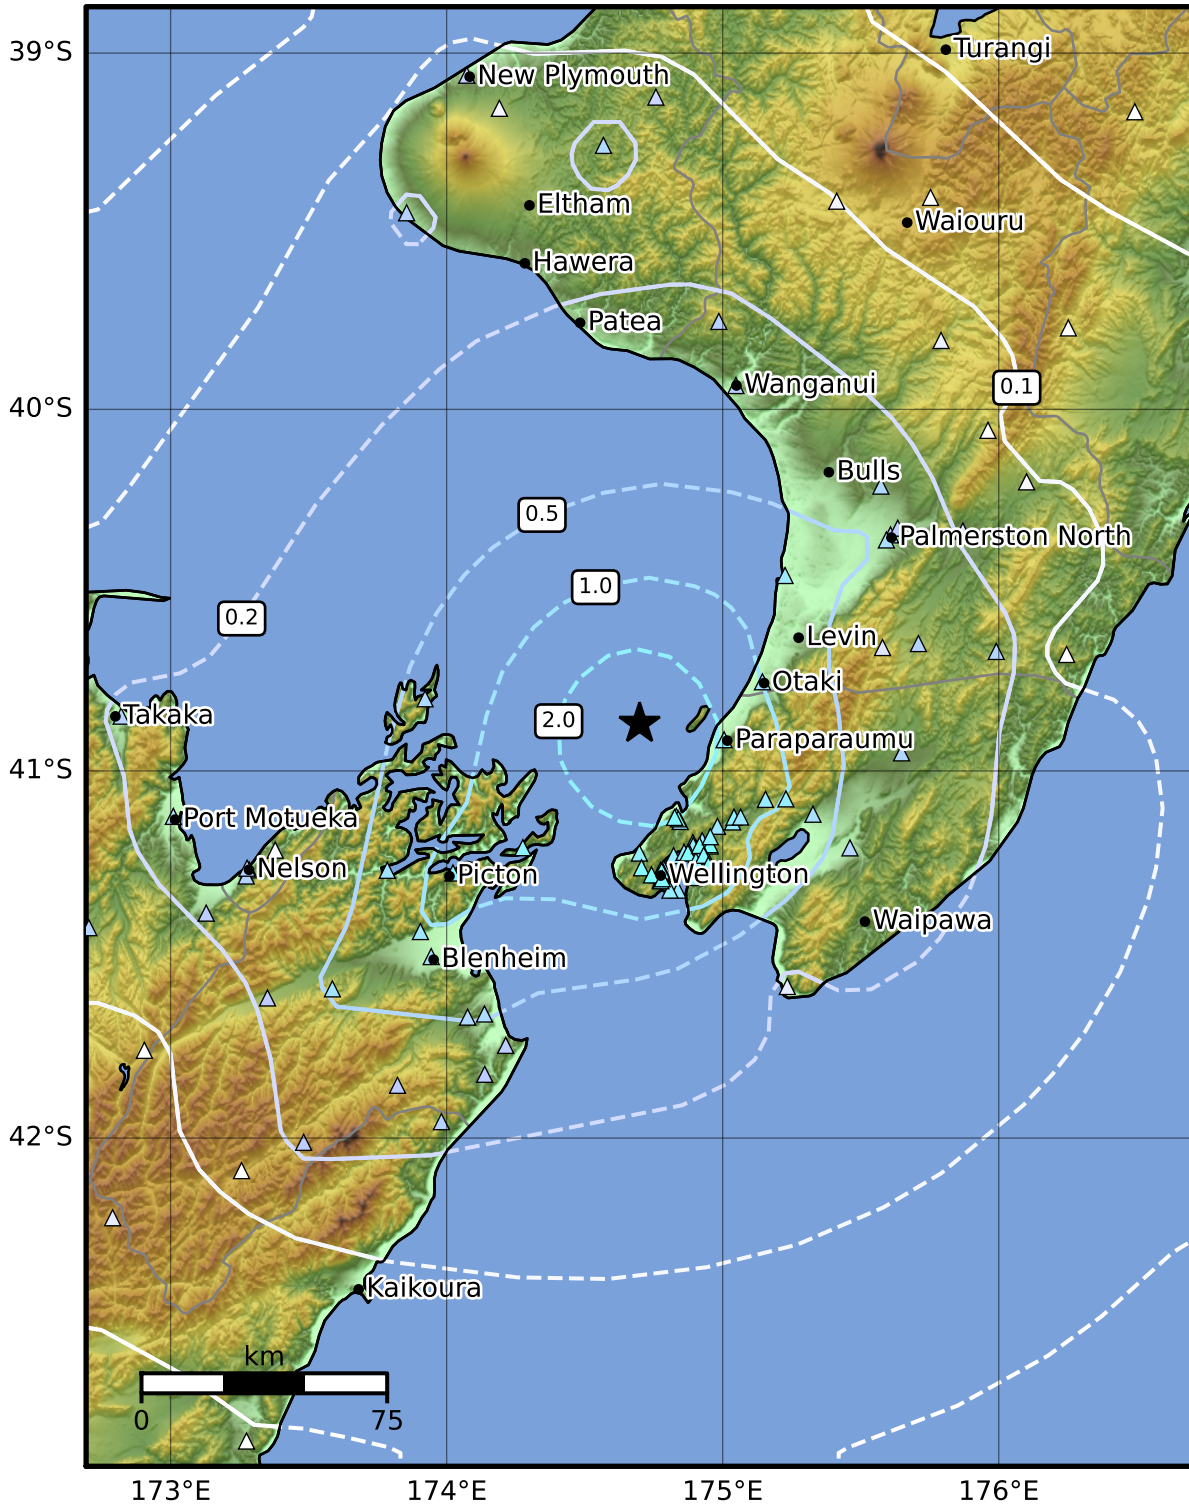 39°S
Turangi
New Plymouth
Eltham
Waiouru
Hawera
Patea
Wanganui
0.1
40°S
Bulls
0.5
Palmerston North
1.0
0.2
Levin
Otaki
Takaka
2.0
Paraparaumu
41°S
Port Motueka
Nelson
Picton
Wellington
Waipawa
Blenheim
42°S
Kaikoura
km
0 75
173°E 174°E 175°E 176°E